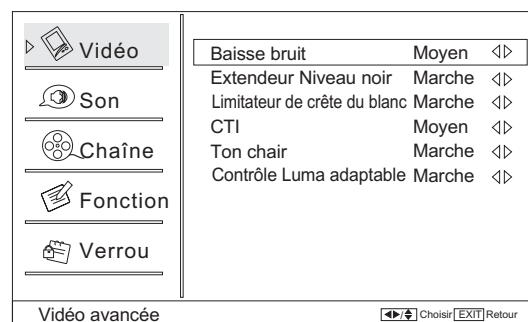 Vidéo
Son
Chaîne
Fonction
Verrou
Baisse bruit Moyen
Extendeur Niveau noir Marche
Limitateur de crête du blanc Marche
CTI Moyen
Ton chair Marche
Contrôle Luma adaptable Marche
Vidéo avancée
Choisir EXIT Retour